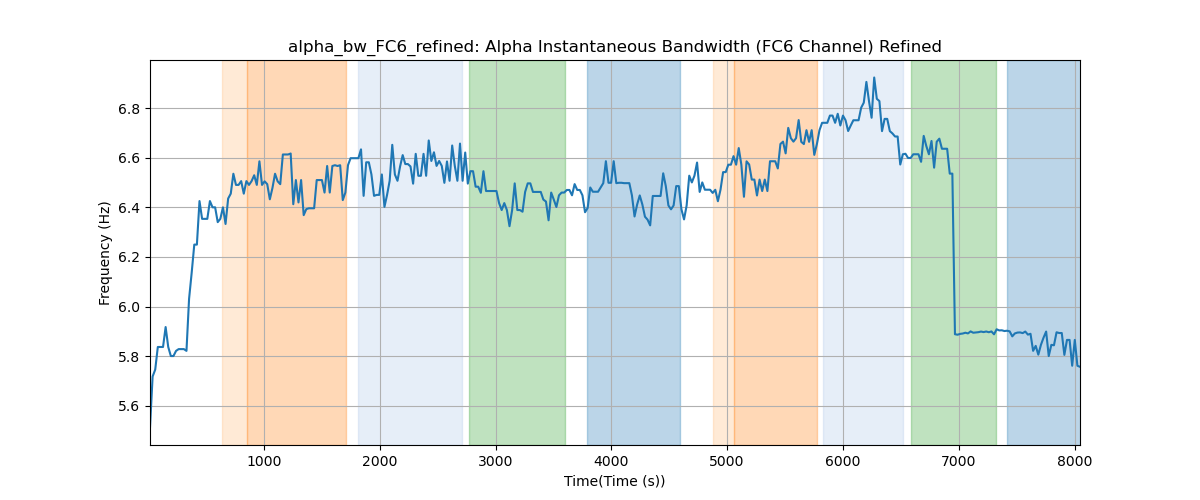 alpha_bw_FC6_refined: Alpha Instantaneous Bandwidth (FC6 Channel) Refined
Frequency (Hz)
6.8
6.6
6.4
6.2
6.0
5.8
5.6
1000 2000 3000 4000 5000 6000 7000 8000
Time(Time (s))